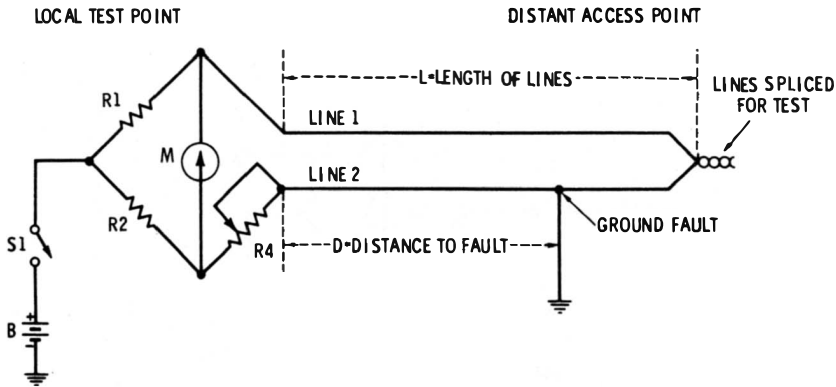 LOCAL TEST POINT
DISTANT ACCESS POINT
L=LENGTH OF LINES
LINES SPLICED
FOR TEST
R1
LINE 1
M
LINE 2
R2
GROUND FAULT
S1
R4
D=DISTANCE TO FAULT
B
+
-